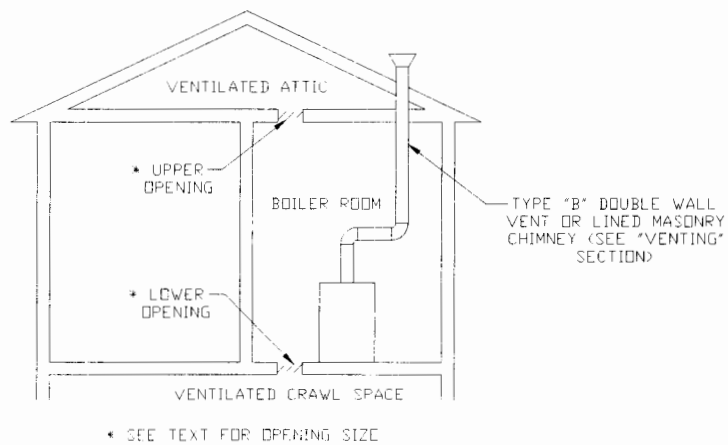 VENTILATED ATTIC
* UPPER
OPENING
BOILER ROOM
TYPE "B" DOUBLE WALL
VENT OR LINED MASONRY
CHIMNEY (SEE "VENTING"
SECTION)
* LOWER
OPENING
VENTILATED CRAWL SPACE
* SEE TEXT FOR OPENING SIZE